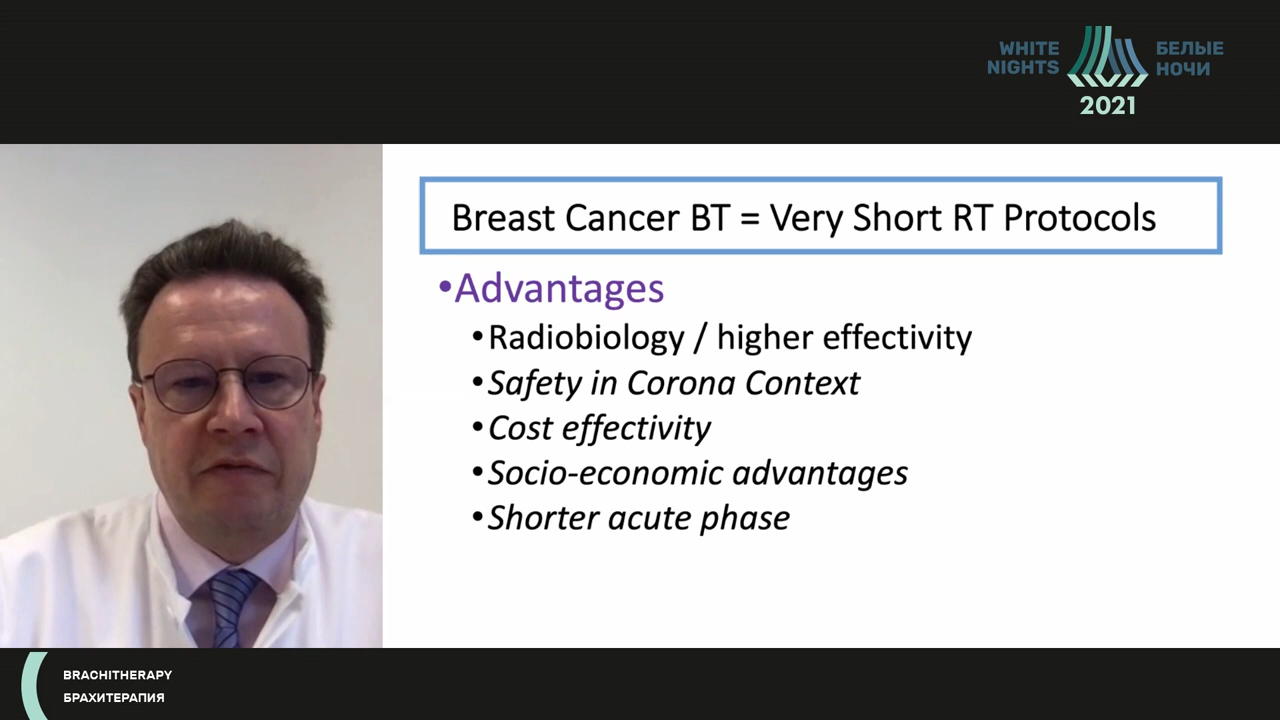 WHITE
NIGHTS
БЕЛЫЕ
НОЧИ
2021
Breast Cancer BT = Very Short RT Protocols
•Advantages
•Radiobiology / higher effectivity
•Safety in Corona Context
•Cost effectivity
•Socio-economic advantages
•Shorter acute phase
BRACHITHERAPY
БРАХИТЕРАПИЯ